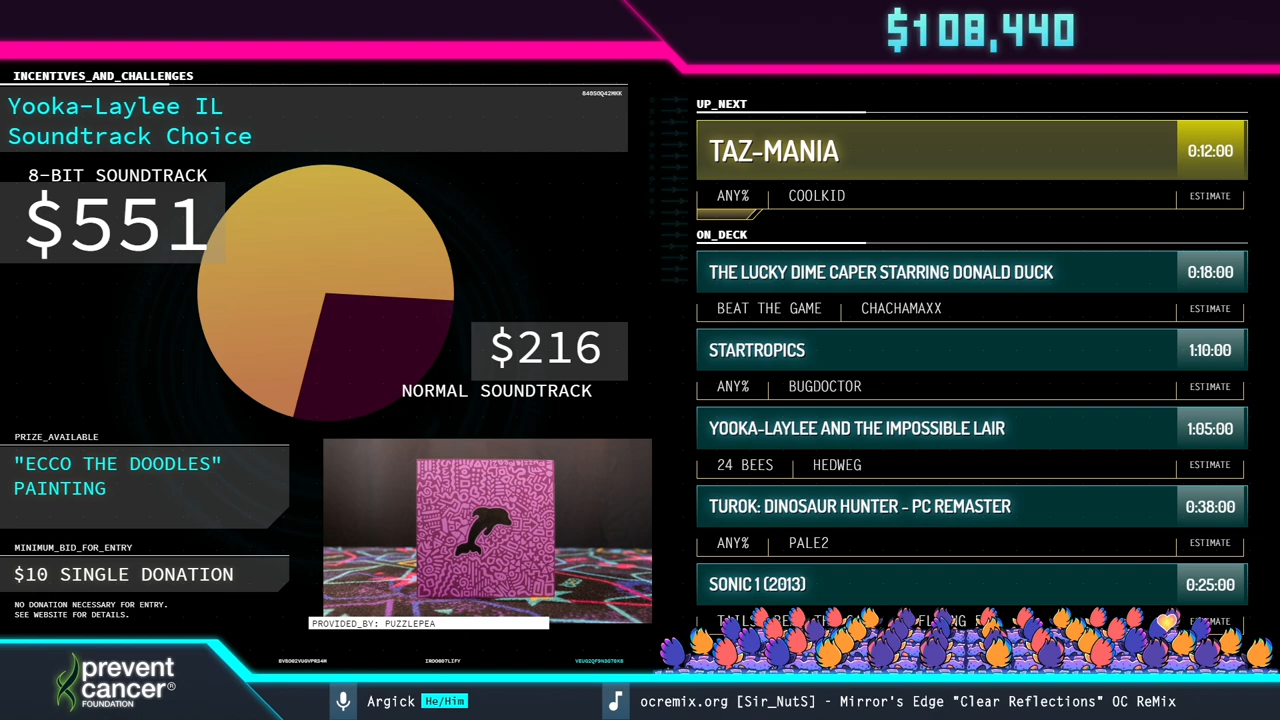 $108,440
INCENTIVES_AND_CHALLENGES
Yooka-Laylee IL
Soundtrack Choice
8-BIT SOUNDTRACK
$551
$216
NORMAL SOUNDTRACK
PRIZE_AVAILABLE
"ECCO THE DOODLES"
PAINTING
MINIMUM_BID_FOR_ENTRY
$10 SINGLE DONATION
NO DONATION NECESSARY FOR ENTRY.
SEE WEBSITE FOR DETAILS.
PROVIDED_BY: PUZZLEPEA
UP_NEXT
TAZ-MANIA 0:12:00
ANY% COOLKID ESTIMATE
ON_DECK
THE LUCKY DIME CAPER STARRING DONALD DUCK 0:18:00
BEAT THE GAME CHACHAMAXX ESTIMATE
STARTROPICS 1:10:00
ANY% BUGDOCTOR ESTIMATE
YOOKA-LAYLEE AND THE IMPOSSIBLE LAIR 1:05:00
24 BEES HEDWEG ESTIMATE
TUROK: DINOSAUR HUNTER - PC REMASTER 0:38:00
ANY% PALE2 ESTIMATE
SONIC 1 (2013) 0:25:00
prevent
cancer®
FOUNDATION
Argick He/Him
ocremix.org [Sir_NutS] - Mirror's Edge "Clear Reflections" OC ReMix